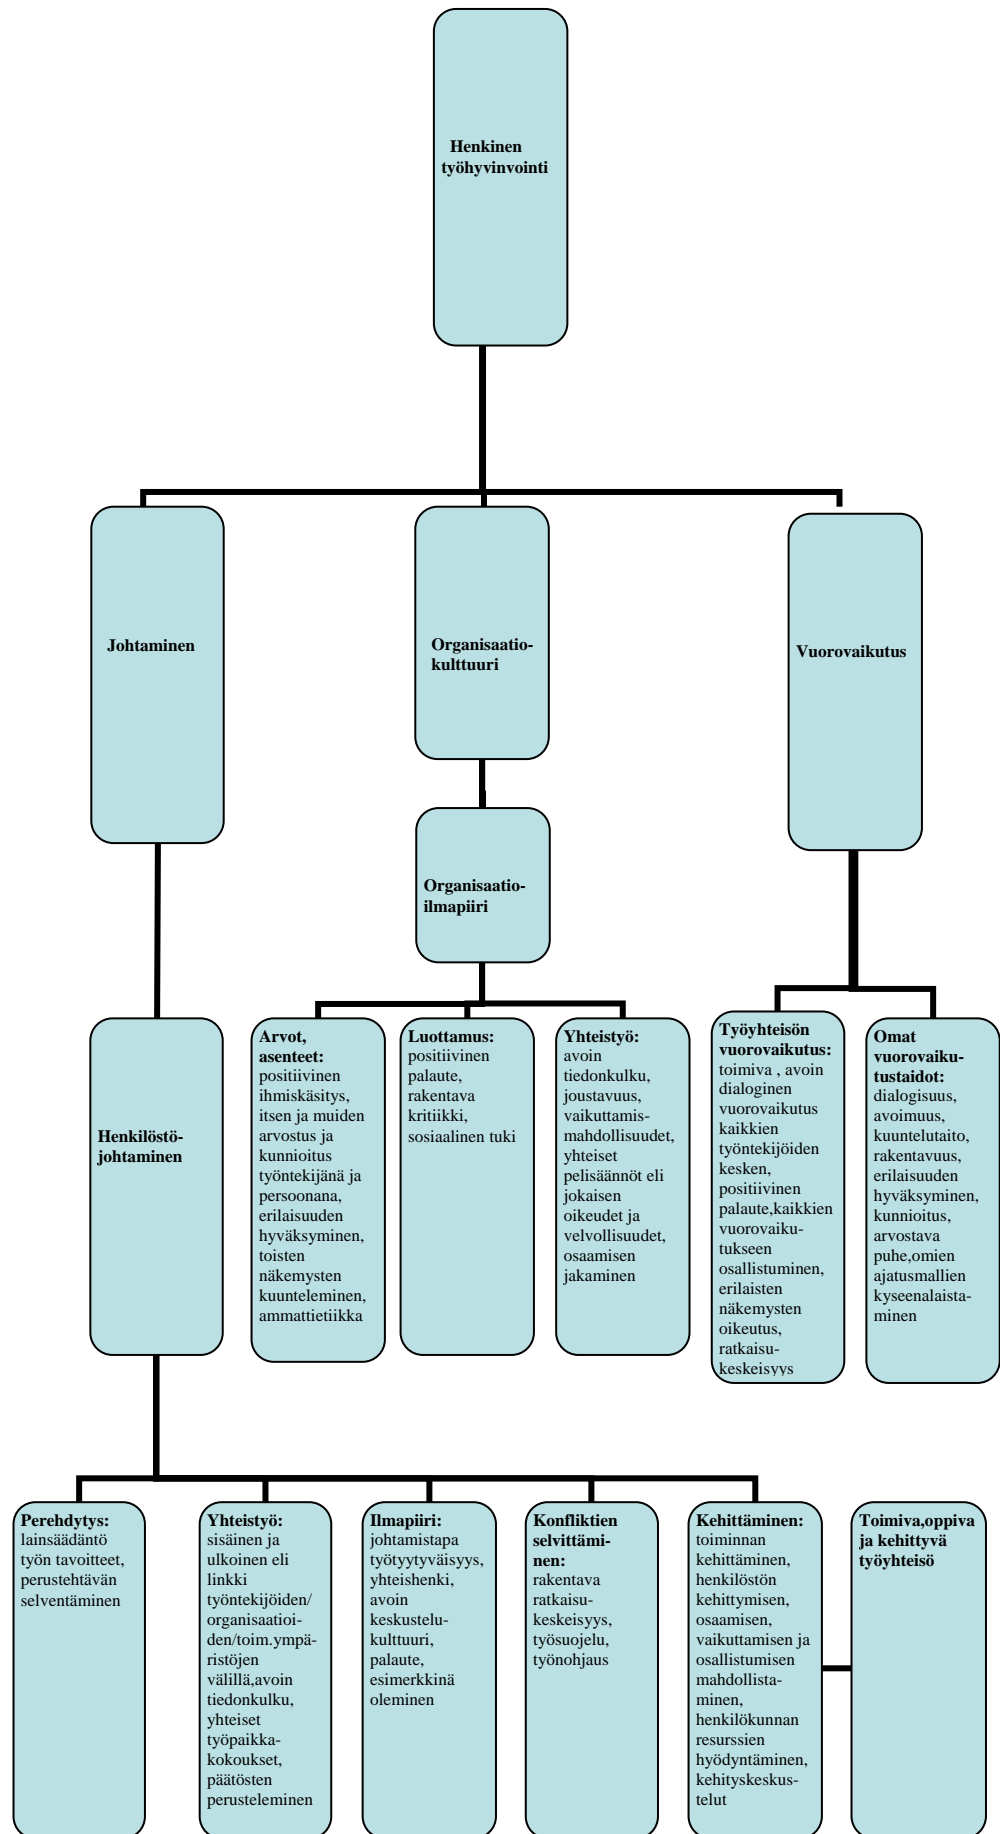 Henkinen
työhyvinvointi
Johtaminen
Organisaatio-
kulttuuri
Vuorovaikutus
Organisaatio-
ilmapiiri
Henkilöstö-
johtaminen
Arvot,
asenteet:
positiivinen
ihmiskäsitys,
itsen ja muiden
arvostus ja
kunnioitus
työntekijänä ja
persoonana,
erilaisuuden
hyväksyminen,
toisten
näkemysten
kuunteleminen,
ammattietiikka
Luottamus:
positiivinen
palaute,
rakentava
kritiikki,
sosiaalinen tuki
Yhteistyö:
avoin
tiedonkulku,
joustavuus,
vaikuttamis-
mahdollisuudet,
yhteiset
pelisäännöt eli
jokaisen
oikeudet ja
velvollisuudet,
osaamisen
jakaminen
Työyhteisön
vuorovaikutus:
toimiva , avoin
dialoginen
vuorovaikutus
kaikkien
työntekijöiden
kesken,
positiivinen
palaute,kaikkien
vuorovaiku-
tukseen
osallistuminen,
erilaisten
näkemysten
oikeutus,
ratkaisu-
keskeisyys
Omat
vuorovaiku-
tustaidot:
dialogisuus,
avoimuus,
kuuntelutaito,
rakentavuus,
erilaisuuden
hyväksyminen,
kunnioitus,
arvostava
puhe,omien
ajatusmallien
kyseenalaista-
minen
Perehdytys:
lainsäädäntö
työn tavoitteet,
perustehtävän
selventäminen
Yhteistyö:
sisäinen ja
ulkoinen eli
linkki
työntekijöiden/
organisaatioi-
den/toim.ympä-
ristöjen
välillä,avoin
tiedonkulku,
yhteiset
työpaikka-
kokoukset,
päätösten
perusteleminen
Ilmapiiri:
johtamistapa
työtyytyväisyys,
yhteishenki,
avoin
keskustelu-
kulttuuri,
palaute,
esimerkkinä
oleminen
Konfliktien
selvittämi-
nen:
rakentava
ratkaisu-
keskeisyys,
työsuojelu,
työnohjaus
Kehittäminen:
toiminnan
kehittäminen,
henkilöstön
kehittymisen,
osaamisen,
vaikuttamisen ja
osallistumisen
mahdollista-
minen,
henkilökunnan
resurssien
hyödyntäminen,
kehityskeskus-
telut
Toimiva,oppiva
ja kehittyvä
työyhteisö